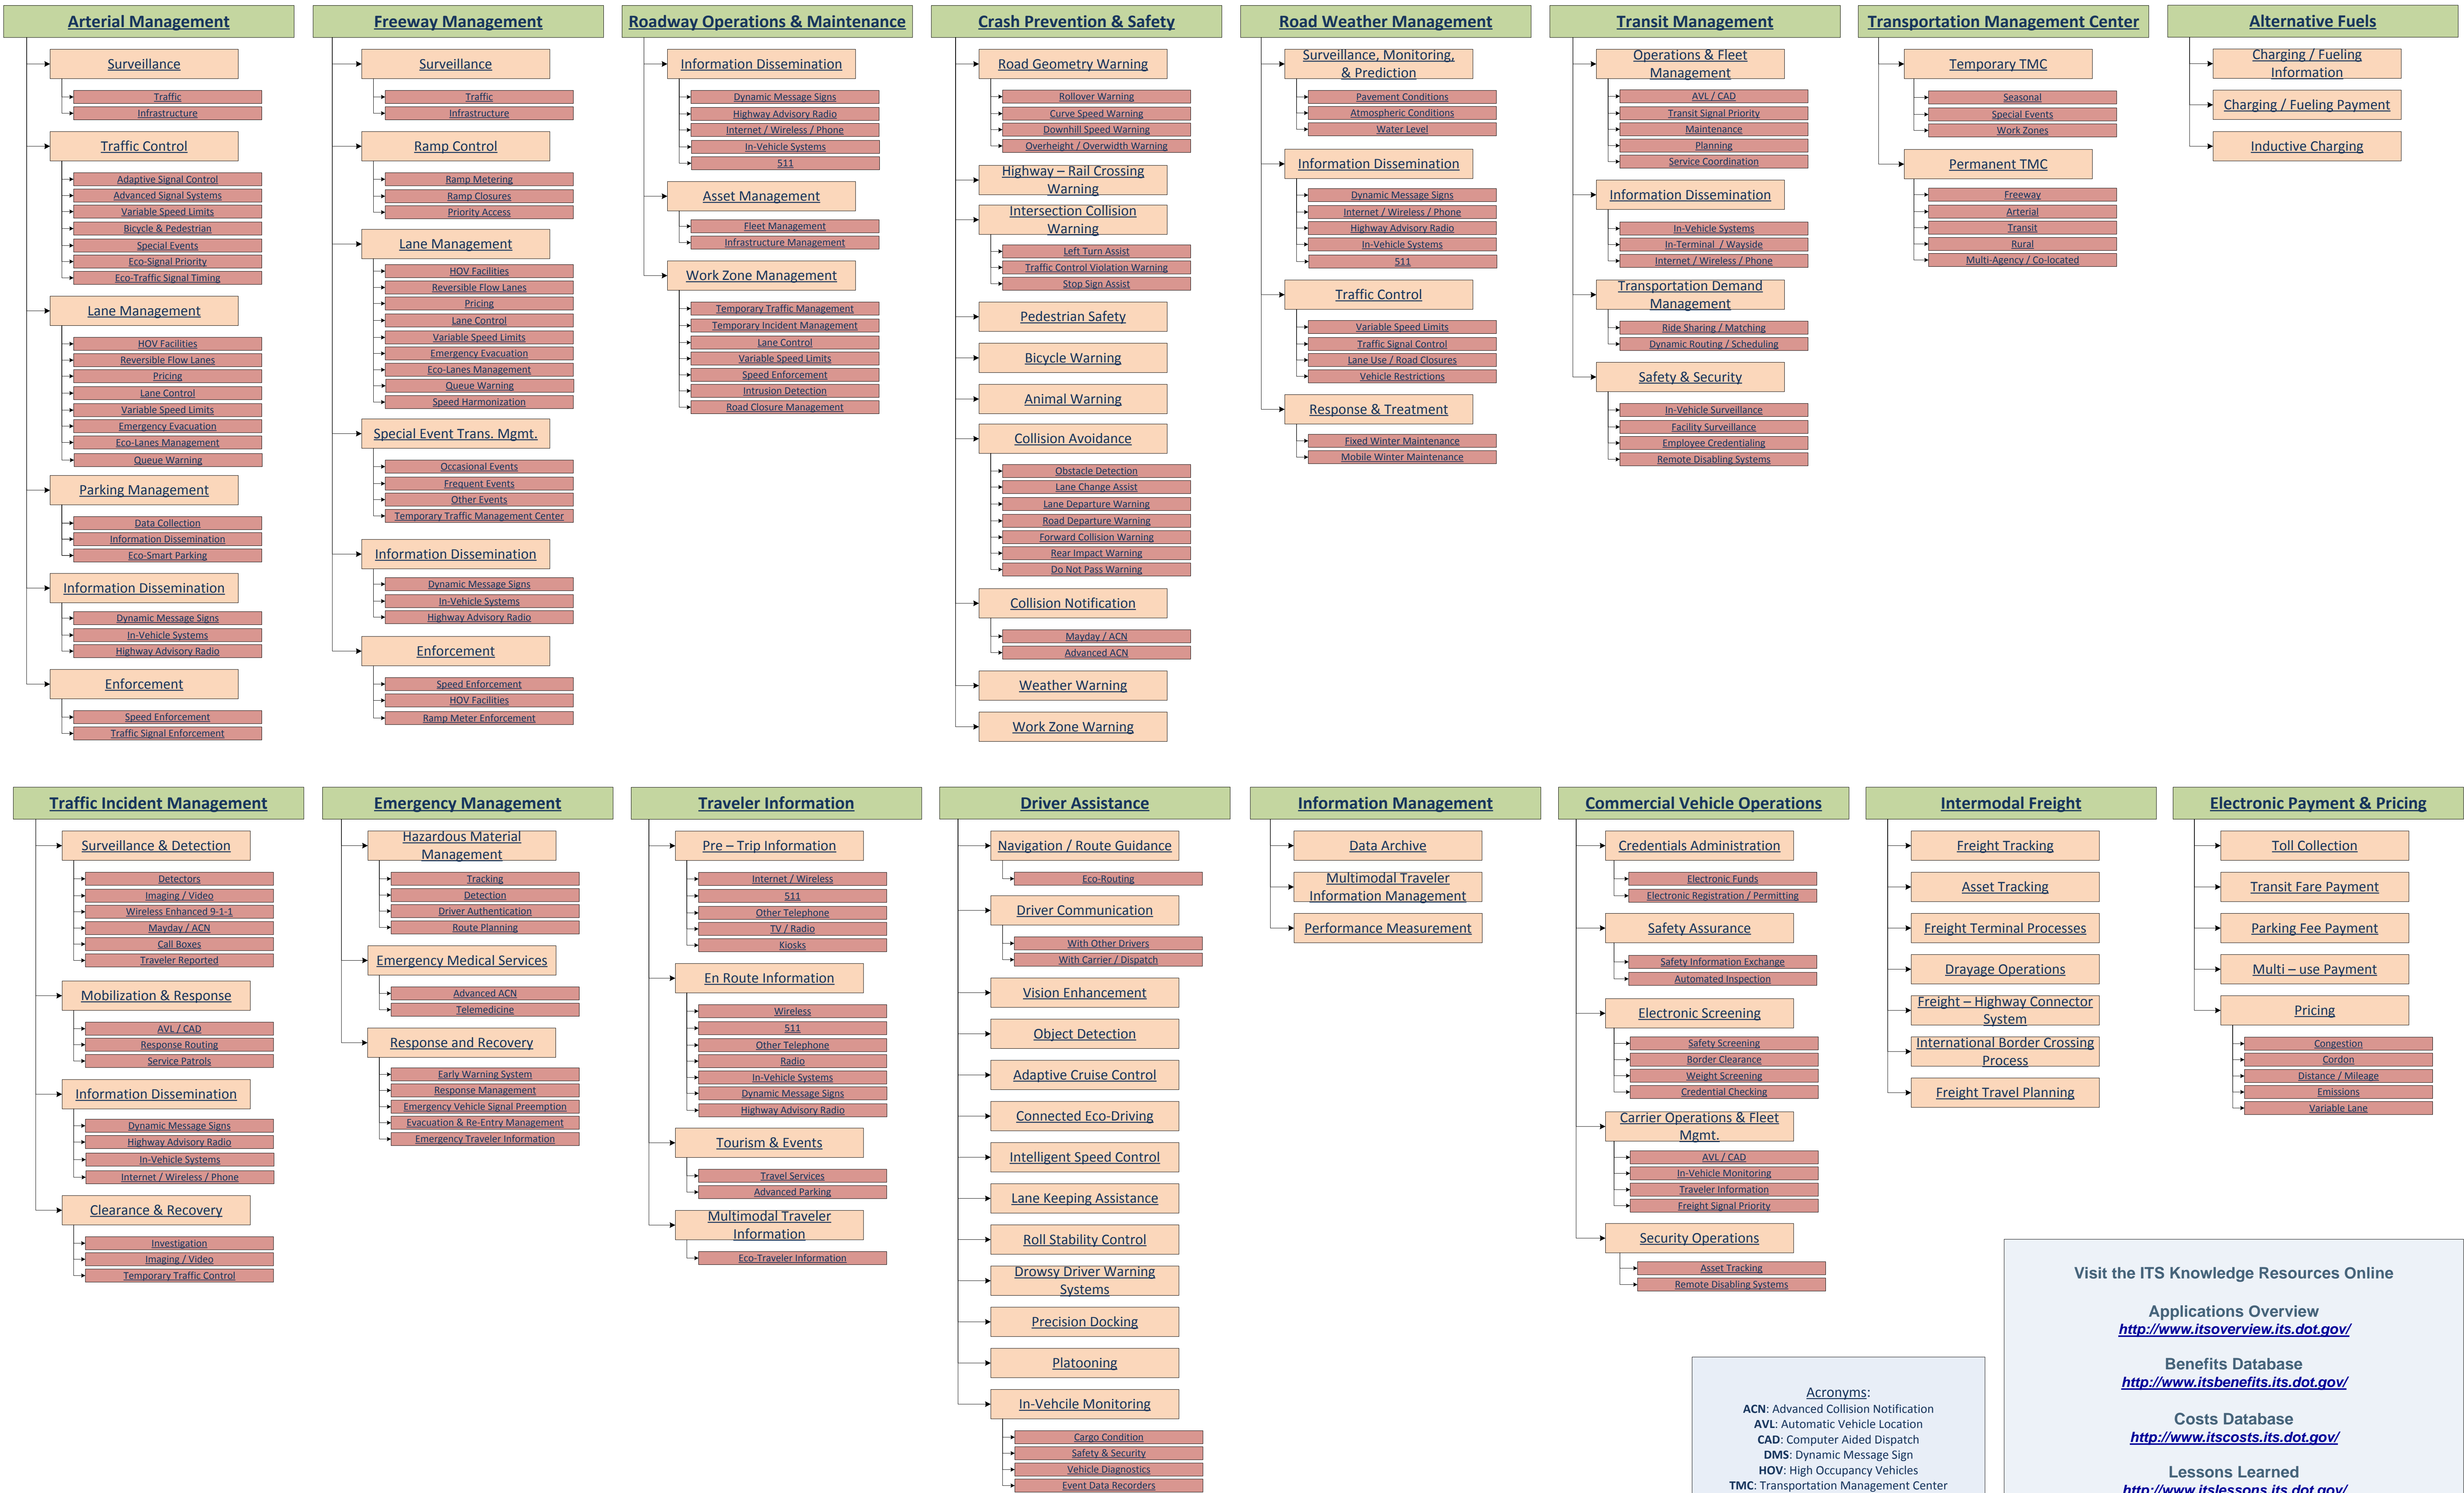 Arterial Management
Surveillance
Traffic
Infrastructure
Traffic Control
Adaptive Signal Control
Advanced Signal Systems
Variable Speed Limits
Bicycle & Pedestrian
Special Events
Eco-Signal Priority
Eco-Traffic Signal Timing
Lane Management
HOV Facilities
Reversible Flow Lanes
Pricing
Lane Control
Variable Speed Limits
Emergency Evacuation
Eco-Lanes Management
Queue Warning
Parking Management
Data Collection
Information Dissemination
Eco-Smart Parking
Information Dissemination
Dynamic Message Signs
In-Vehicle Systems
Highway Advisory Radio
Enforcement
Speed Enforcement
Traffic Signal Enforcement
Freeway Management
Surveillance
Traffic
Infrastructure
Ramp Control
Ramp Metering
Ramp Closures
Priority Access
Lane Management
HOV Facilities
Reversible Flow Lanes
Pricing
Lane Control
Variable Speed Limits
Emergency Evacuation
Eco-Lanes Management
Queue Warning
Speed Harmonization
Special Event Trans. Mgmt.
Occasional Events
Frequent Events
Other Events
Temporary Traffic Management Center
Information Dissemination
Dynamic Message Signs
In-Vehicle Systems
Highway Advisory Radio
Enforcement
Speed Enforcement
HOV Facilities
Ramp Meter Enforcement
Roadway Operations & Maintenance
Information Dissemination
Dynamic Message Signs
Highway Advisory Radio
Internet / Wireless / Phone
In-Vehicle Systems
511
Asset Management
Fleet Management
Infrastructure Management
Work Zone Management
Temporary Traffic Management
Temporary Incident Management
Lane Control
Variable Speed Limits
Speed Enforcement
Intrusion Detection
Road Closure Management
Crash Prevention & Safety
Road Geometry Warning
Rollover Warning
Curve Speed Warning
Downhill Speed Warning
Overheight / Overwidth Warning
Highway – Rail Crossing
Warning
Intersection Collision
Warning
Left Turn Assist
Traffic Control Violation Warning
Stop Sign Assist
Pedestrian Safety
Bicycle Warning
Animal Warning
Collision Avoidance
Obstacle Detection
Lane Change Assist
Lane Departure Warning
Road Departure Warning
Forward Collision Warning
Rear Impact Warning
Do Not Pass Warning
Collision Notification
Mayday / ACN
Advanced ACN
Weather Warning
Work Zone Warning
Road Weather Management
Surveillance, Monitoring,
& Prediction
Pavement Conditions
Atmospheric Conditions
Water Level
Information Dissemination
Dynamic Message Signs
Internet / Wireless / Phone
Highway Advisory Radio
In-Vehicle Systems
511
Traffic Control
Variable Speed Limits
Traffic Signal Control
Lane Use / Road Closures
Vehicle Restrictions
Response & Treatment
Fixed Winter Maintenance
Mobile Winter Maintenance
Transit Management
Operations & Fleet
Management
AVL / CAD
Transit Signal Priority
Maintenance
Planning
Service Coordination
Information Dissemination
In-Vehicle Systems
In-Terminal / Wayside
Internet / Wireless / Phone
Transportation Demand
Management
Ride Sharing / Matching
Dynamic Routing / Scheduling
Safety & Security
In-Vehicle Surveillance
Facility Surveillance
Employee Credentialing
Remote Disabling Systems
Transportation Management Center
Temporary TMC
Seasonal
Special Events
Work Zones
Permanent TMC
Freeway
Arterial
Transit
Rural
Multi-Agency / Co-located
Alternative Fuels
Charging / Fueling
Information
Charging / Fueling Payment
Inductive Charging
Traffic Incident Management
Surveillance & Detection
Detectors
Imaging / Video
Wireless Enhanced 9-1-1
Mayday / ACN
Call Boxes
Traveler Reported
Mobilization & Response
AVL / CAD
Response Routing
Service Patrols
Information Dissemination
Dynamic Message Signs
Highway Advisory Radio
In-Vehicle Systems
Internet / Wireless / Phone
Clearance & Recovery
Investigation
Imaging / Video
Temporary Traffic Control
Emergency Management
Hazardous Material
Management
Tracking
Detection
Driver Authentication
Route Planning
Emergency Medical Services
Advanced ACN
Telemedicine
Response and Recovery
Early Warning System
Response Management
Emergency Vehicle Signal Preemption
Evacuation & Re-Entry Management
Emergency Traveler Information
Traveler Information
Pre – Trip Information
Internet / Wireless
511
Other Telephone
TV / Radio
Kiosks
En Route Information
Wireless
511
Other Telephone
Radio
In-Vehicle Systems
Dynamic Message Signs
Highway Advisory Radio
Tourism & Events
Travel Services
Advanced Parking
Multimodal Traveler
Information
Eco-Traveler Information
Driver Assistance
Navigation / Route Guidance
Eco-Routing
Driver Communication
With Other Drivers
With Carrier / Dispatch
Vision Enhancement
Object Detection
Adaptive Cruise Control
Connected Eco-Driving
Intelligent Speed Control
Lane Keeping Assistance
Roll Stability Control
Drowsy Driver Warning
Systems
Precision Docking
Platooning
In-Vehcile Monitoring
Cargo Condition
Safety & Security
Vehicle Diagnostics
Event Data Recorders
Information Management
Data Archive
Multimodal Traveler
Information Management
Performance Measurement
Commercial Vehicle Operations
Credentials Administration
Electronic Funds
Electronic Registration / Permitting
Safety Assurance
Safety Information Exchange
Automated Inspection
Electronic Screening
Safety Screening
Border Clearance
Weight Screening
Credential Checking
Carrier Operations & Fleet
Mgmt.
AVL / CAD
In-Vehicle Monitoring
Traveler Information
Freight Signal Priority
Security Operations
Asset Tracking
Remote Disabling Systems
Intermodal Freight
Freight Tracking
Asset Tracking
Freight Terminal Processes
Drayage Operations
Freight – Highway Connector
System
International Border Crossing
Process
Freight Travel Planning
Electronic Payment & Pricing
Toll Collection
Transit Fare Payment
Parking Fee Payment
Multi – use Payment
Pricing
Congestion
Cordon
Distance / Mileage
Emissions
Variable Lane
Acronyms:
ACN: Advanced Collision Notification
AVL: Automatic Vehicle Location
CAD: Computer Aided Dispatch
DMS: Dynamic Message Sign
HOV: High Occupancy Vehicles
TMC: Transportation Management Center
Visit the ITS Knowledge Resources Online
Applications Overview
http://www.itsoverview.its.dot.gov/
Benefits Database
http://www.itsbenefits.its.dot.gov/
Costs Database
http://www.itscosts.its.dot.gov/
Lessons Learned
http://www.itslessons.its.dot.gov/